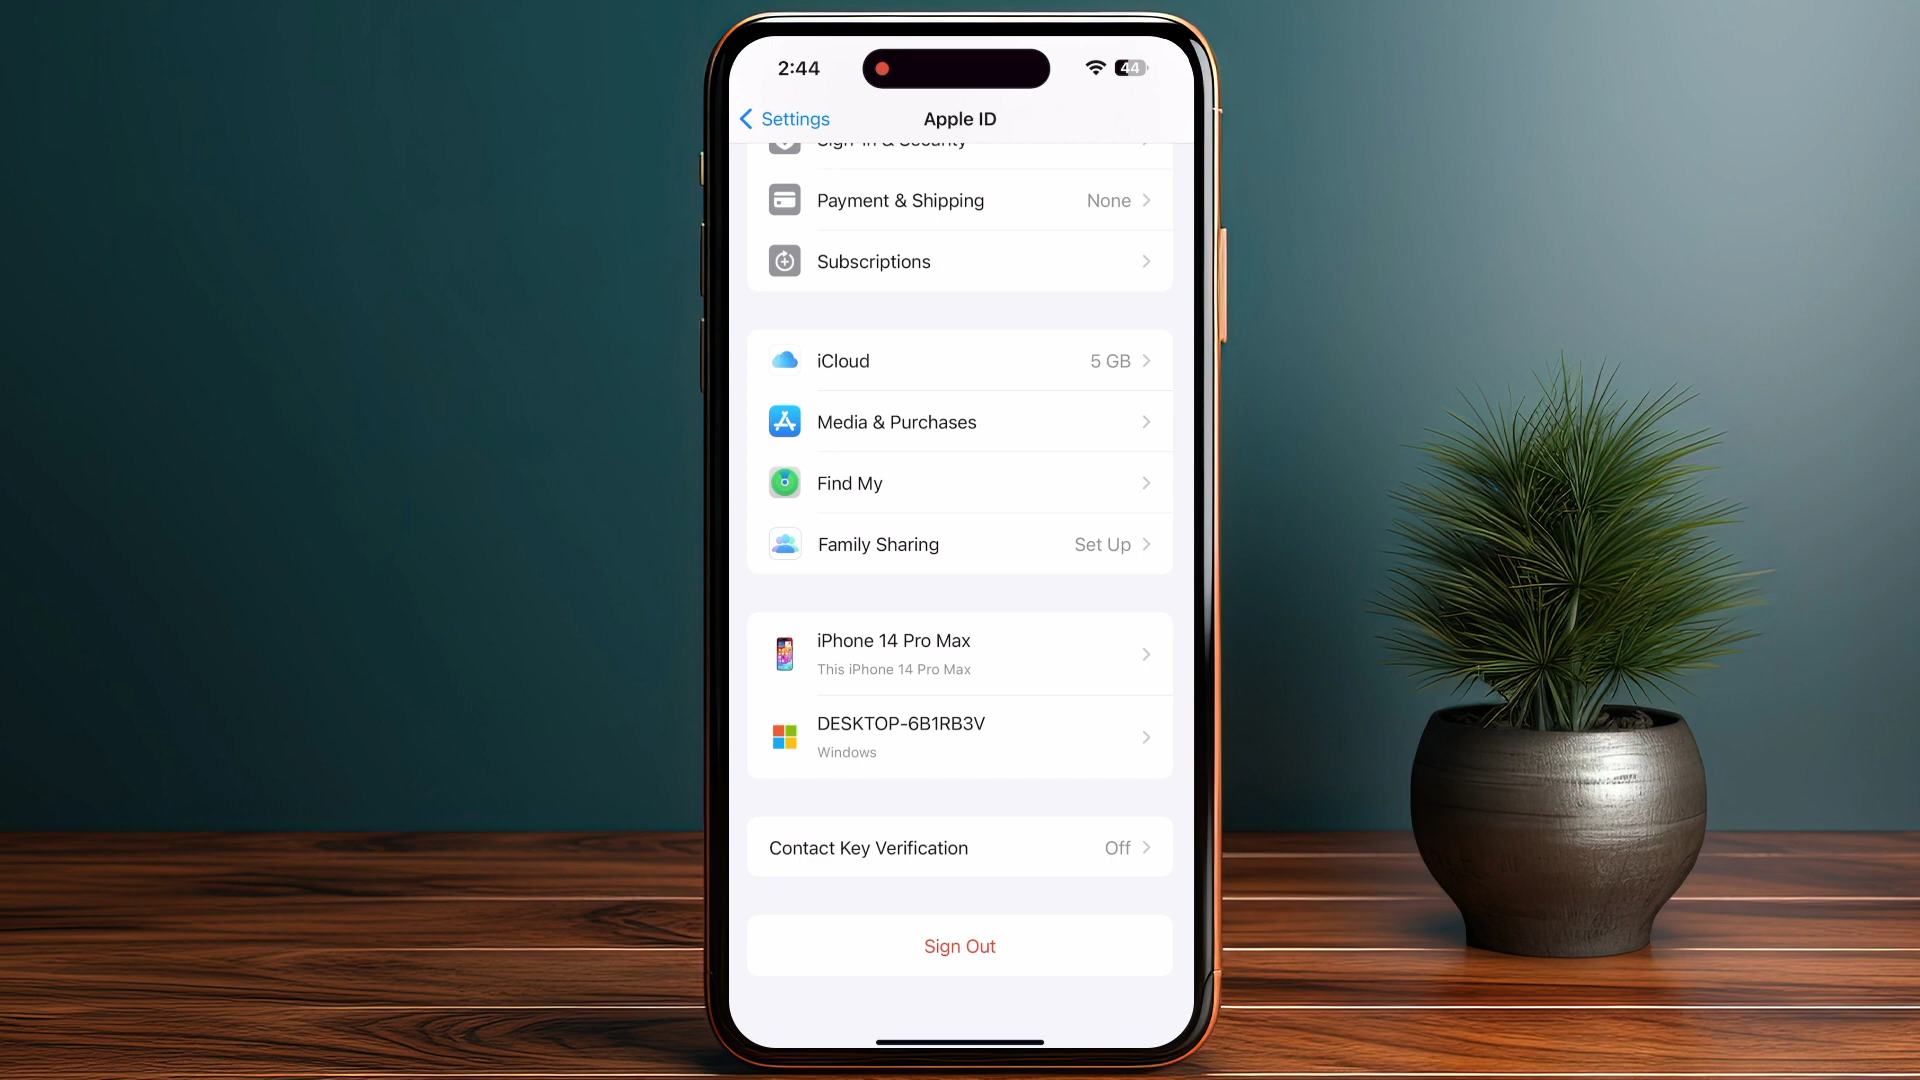 2:44
44
Settings
Apple ID
Sign-In & Security
Payment & Shipping
None
Subscriptions
iCloud
5 GB
Media & Purchases
Find My
Family Sharing
Set Up
iPhone 14 Pro Max
This iPhone 14 Pro Max
DESKTOP-6B1RB3V
Windows
Contact Key Verification
Off
Sign Out